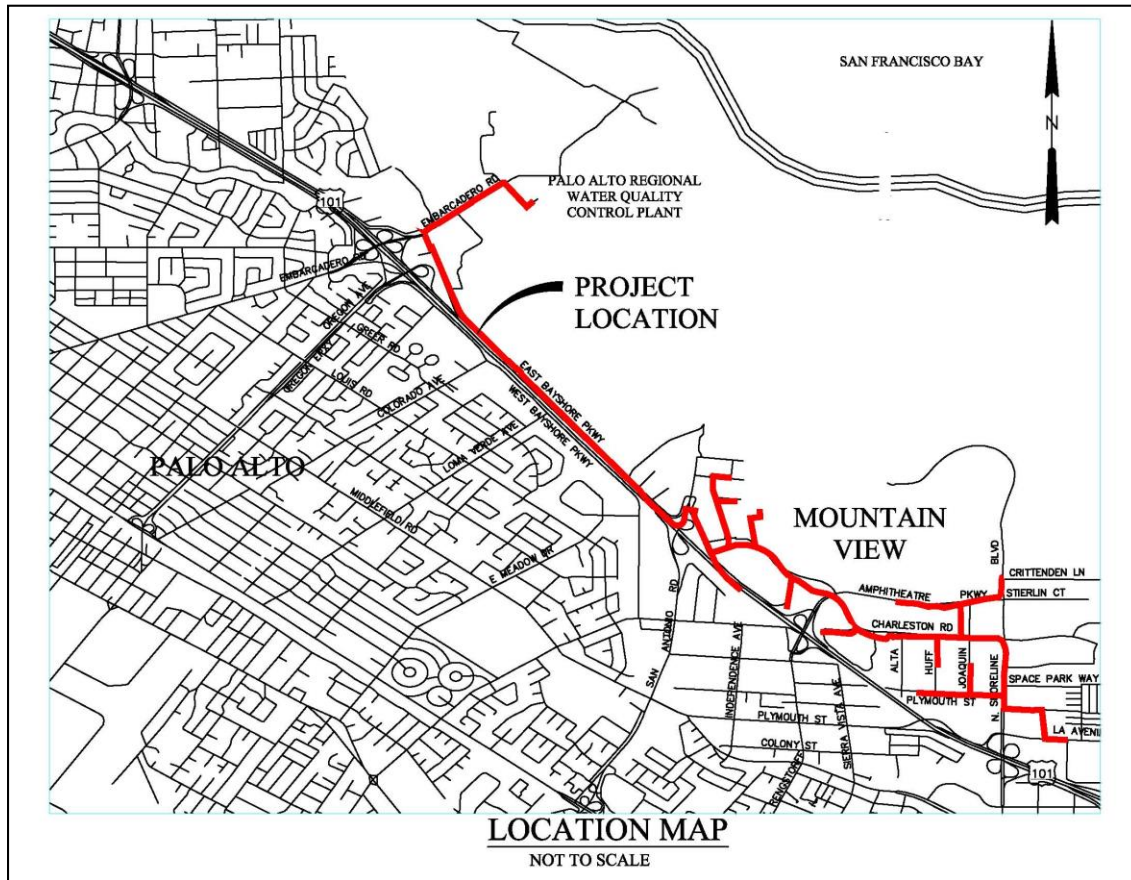 SAN FRANCISCO BAY
N
101
EMBARCADERO RD
PALO ALTO REGIONAL
WATER QUALITY
CONTROL PLANT
EMBARCADERO RD
PROJECT
LOCATION
OREGON AVE
OREGON EPXY
GREER RD
LOUIS RD
COLORADO AVE
EAST BAYSHORE PKWY
WEST BAYSHORE PKWY
LOMA VERDE AVE
PALO ALTO
MIDDLEFIELD RD
E MEADOW DR
MOUNTAIN
VIEW
BLVD
CRITTENDEN LN
AMPHITHEATRE PKWY
STIERLIN CT
CHARLESTON RD
SAN ANTONIO RD
INDEPENDENCE AVE
ALTA
HUFF
JOAQUIN
N. SHORELINE
SPACE PARK WAY
PLYMOUTH ST
PLYMOUTH ST
SIERRA VISTA AVE
LA AVENI
COLONY ST
101
LOCATION MAP
NOT TO SCALE